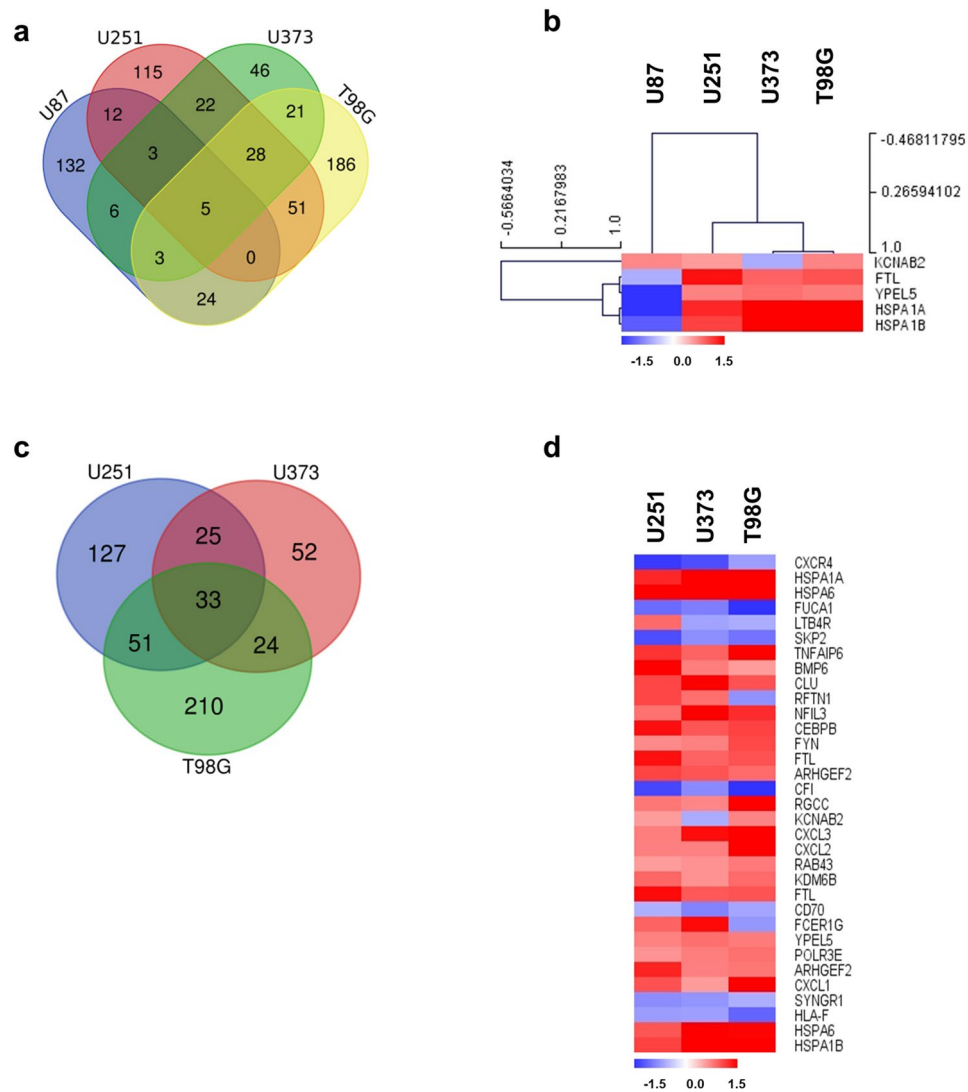 a
U251
U373
U87
T98G
115
46
12
22
21
132
3
28
186
6
5
51
3
0
24
b
U87
U251
U373
T98G
-0.46811795
0.26594102
1.0
-0.5664034
0.2167983
1.0
KCNAB2
FTL
YPEL5
HSPA1A
HSPA1B
-1.5 0.0 1.5
c
U251
U373
127
25
52
33
51
24
210
T98G
d
U251
U373
T98G
CXCR4
HSPA1A
HSPA6
FUCA1
LTB4R
SKP2
TNFAIP6
BMP6
CLU
RFTN1
NFIL3
CEBPB
FYN
FTL
ARHGEF2
CFI
RGCC
KCNAB2
CXCL3
CXCL2
RAB43
KDM6B
FTL
CD70
FCER1G
YPEL5
POLR3E
ARHGEF2
CXCL1
SYNGR1
HLA-F
HSPA6
HSPA1B
-1.5 0.0 1.5